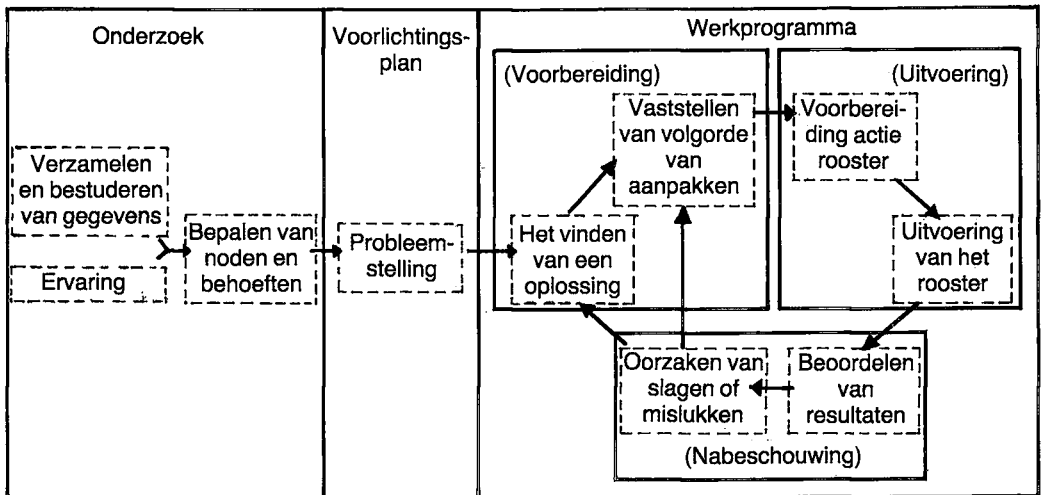 Onderzoek
Voorlichtings-
plan
Werkprogramma
Verzamelen
en bestuderen
van gegevens
Ervaring
Bepalen van
noden en
behoeften
Probleem-
stelling
(Voorbereiding)
Vaststellen
van volgorde
van
aanpakken
Het vinden
van een
oplossing
(Uitvoering)
Voorberei-
ding actie
rooster
Uitvoering
van het
rooster
Oorzaken van
slagen of
mislukken
Beoordelen
van
resultaten
(Nabeschouwing)